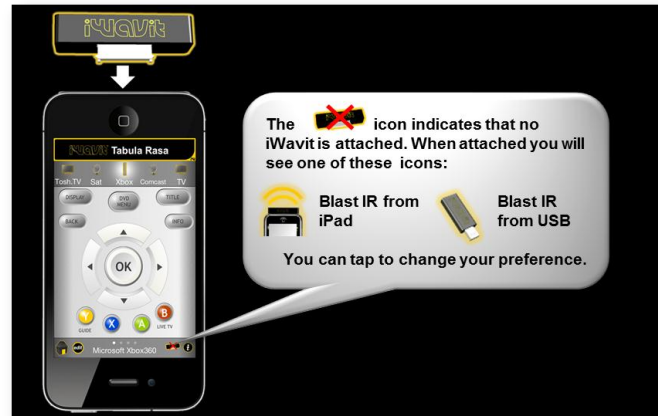 iWavit
iWavit Tabula Rasa
Tosh.TV Sat Xbox Comcast TV
DISPLAY DVD MENU TITLE
BACK INFO
OK
Y B
GUIDE X A LIVE TV
edit Microsoft Xbox360 i
The icon indicates that no
iWavit is attached. When attached you will
see one of these icons:
Blast IR from
iPad
Blast IR
from USB
You can tap to change your preference.